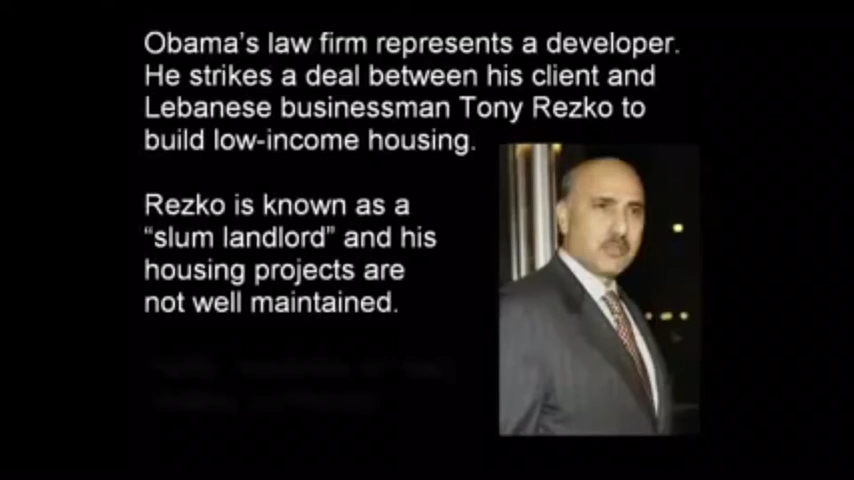 Obama's law firm represents a developer.
He strikes a deal between his client and
Lebanese businessman Tony Rezko to
build low-income housing.
Rezko is known as a
“slum landlord” and his
housing projects are
not well maintained.